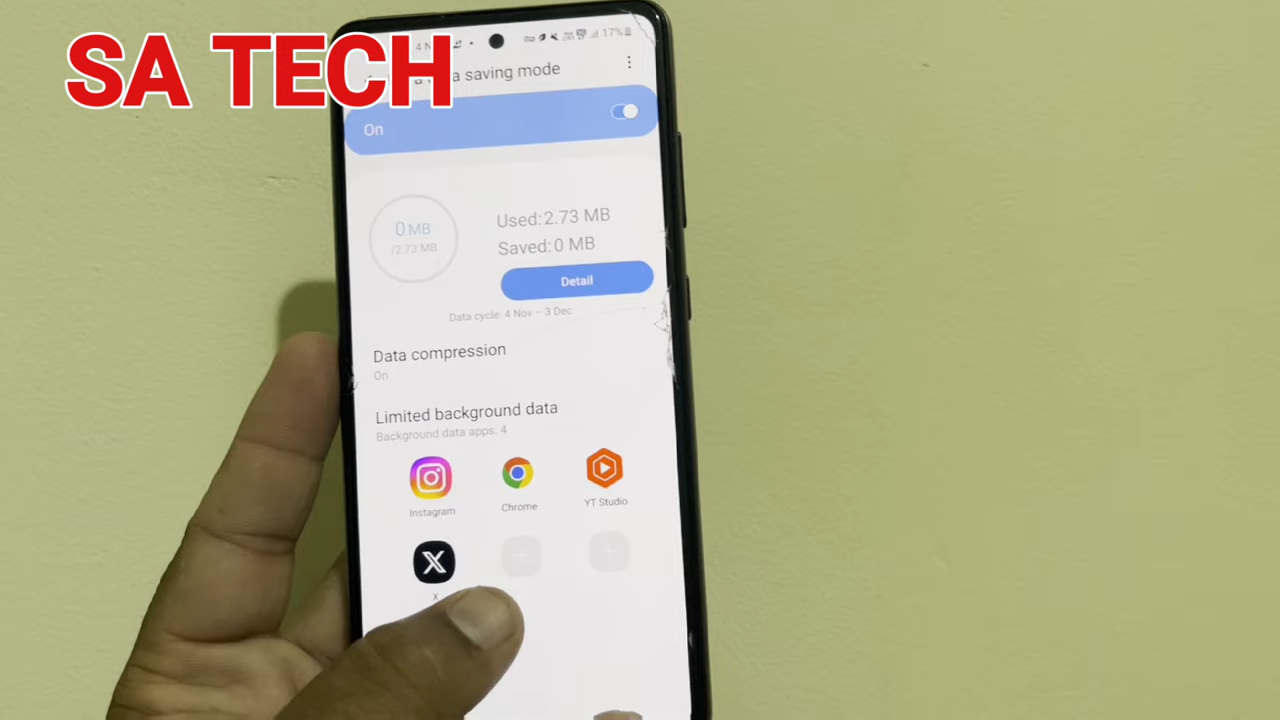 SA TECH
4 N
17%
a saving mode
On
0 MB
/2.73 MB
Used: 2.73 MB
Saved: 0 MB
Detail
Data cycle: 4 Nov – 3 Dec
Data compression
On
Limited background data
Background data apps: 4
Instagram
Chrome
YT Studio
X